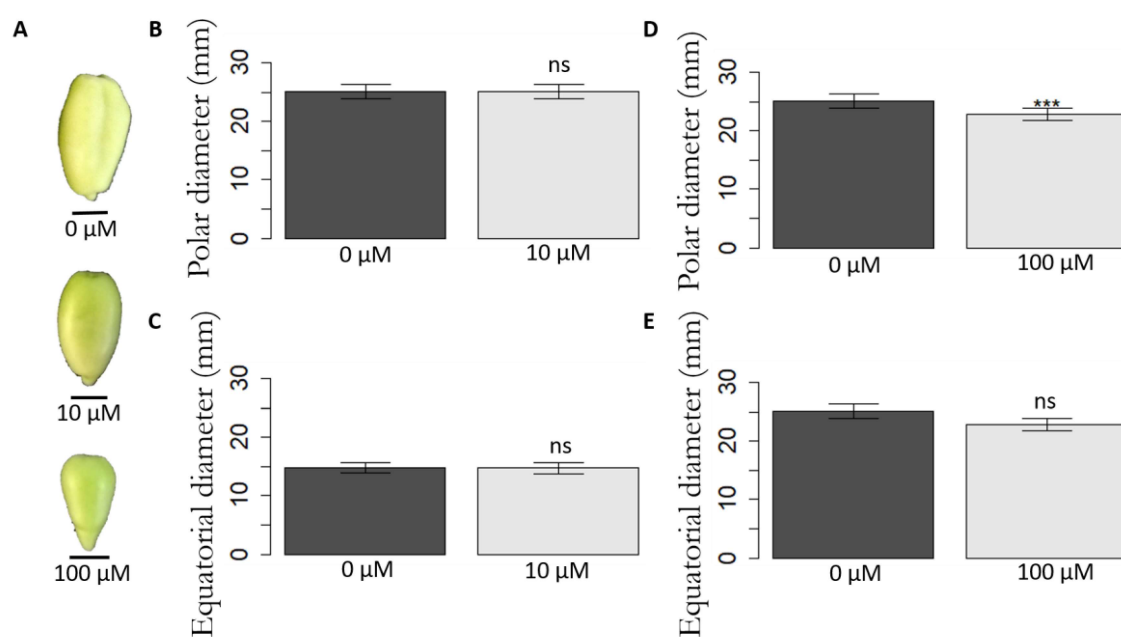 A
0 µM
10 µM
100 µM
B
Polar diameter (mm)
30
20
10
0
ns
0 µM
10 µM
C
Equatorial diameter (mm)
30
20
10
0
ns
0 µM
10 µM
D
Polar diameter (mm)
30
20
10
0
***
0 µM
100 µM
E
Equatorial diameter (mm)
30
20
10
0
ns
0 µM
100 µM